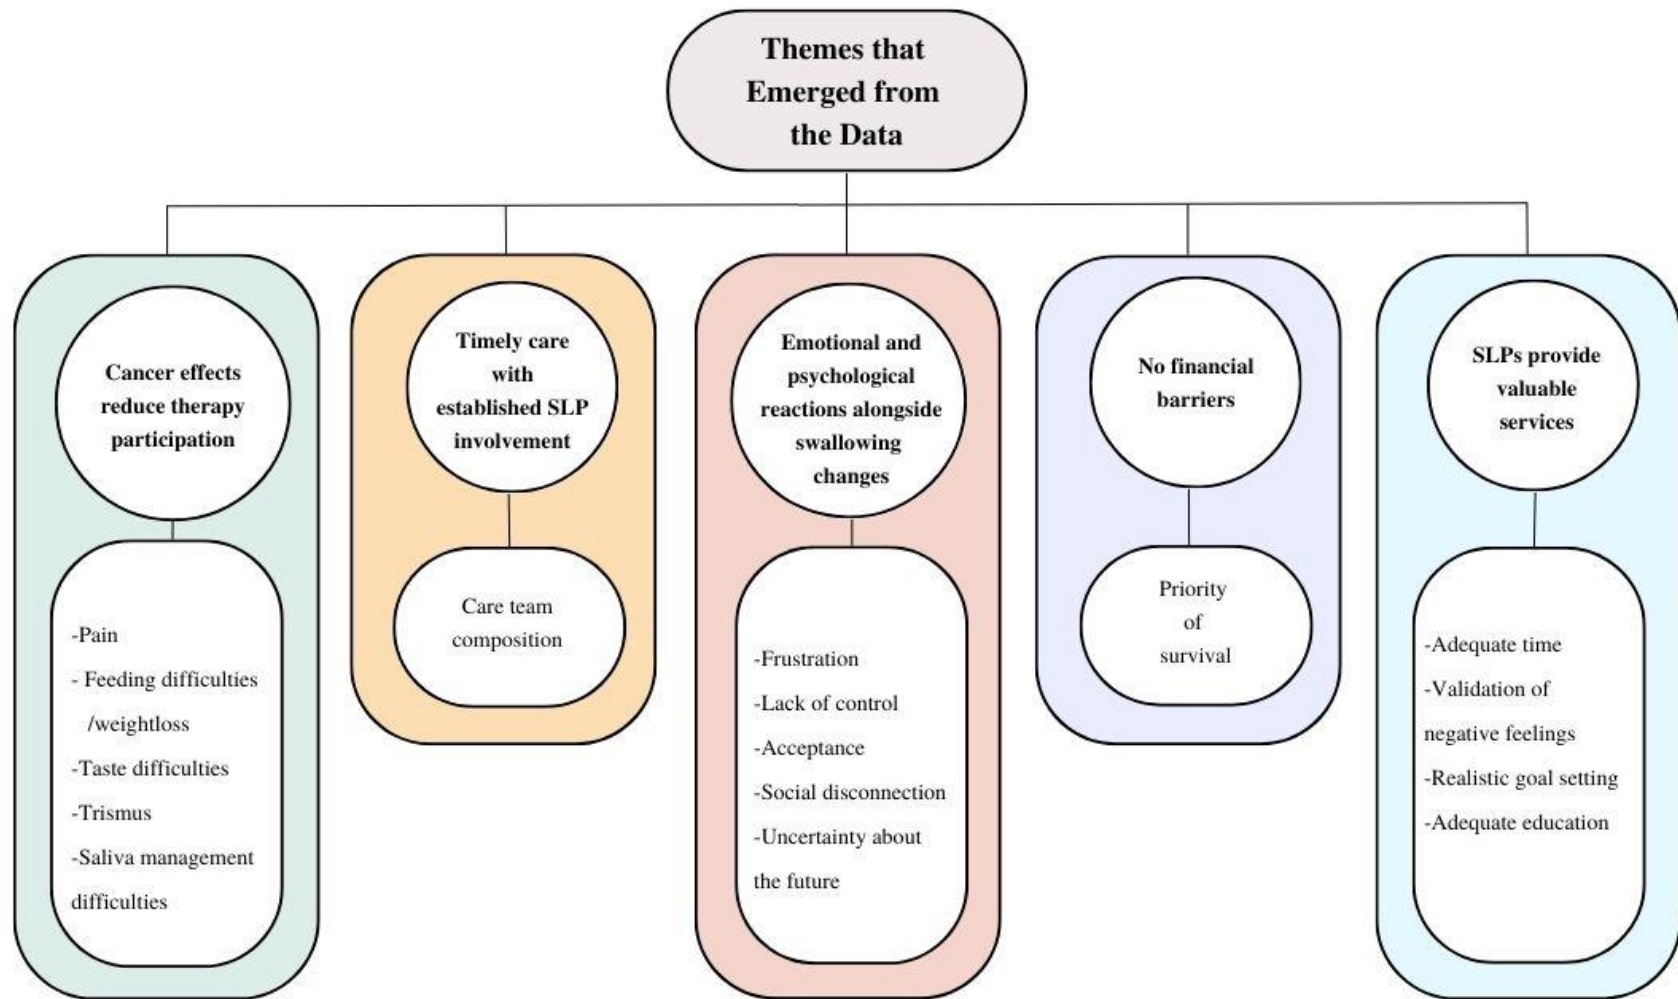 Themes that
Emerged from
the Data
Cancer effects
reduce therapy
participation
-Pain
- Feeding difficulties
/weightloss
-Taste difficulties
-Trismus
-Saliva management
difficulties
Timely care
with
established SLP
involvement
Care team
composition
Emotional and
psychological
reactions alongside
swallowing
changes
-Frustration
-Lack of control
-Acceptance
-Social disconnection
-Uncertainty about
the future
No financial
barriers
Priority
of
survival
SLPs provide
valuable
services
-Adequate time
-Validation of
negative feelings
-Realistic goal setting
-Adequate education